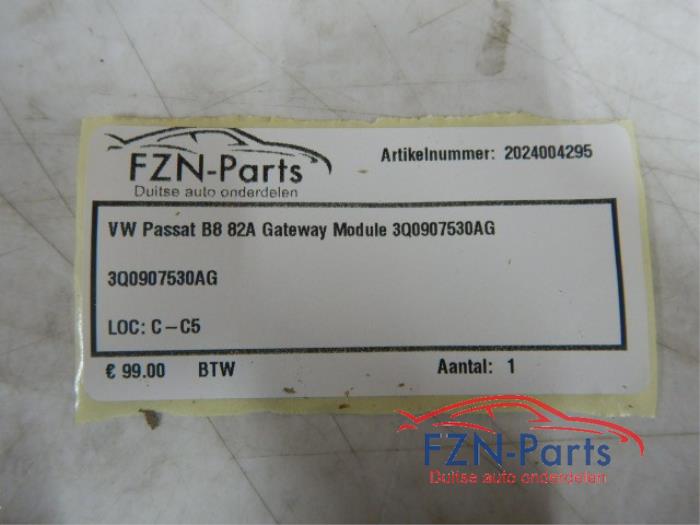 FZN-Parts
Duitse auto onderdelen
Artikelnummer: 2024004295
VW Passat B8 82A Gateway Module 3Q0907530AG
3Q0907530AG
LOC: C-C5
€ 99.00 BTW Aantal: 1
FZN-Parts
Duitse auto onderdelen